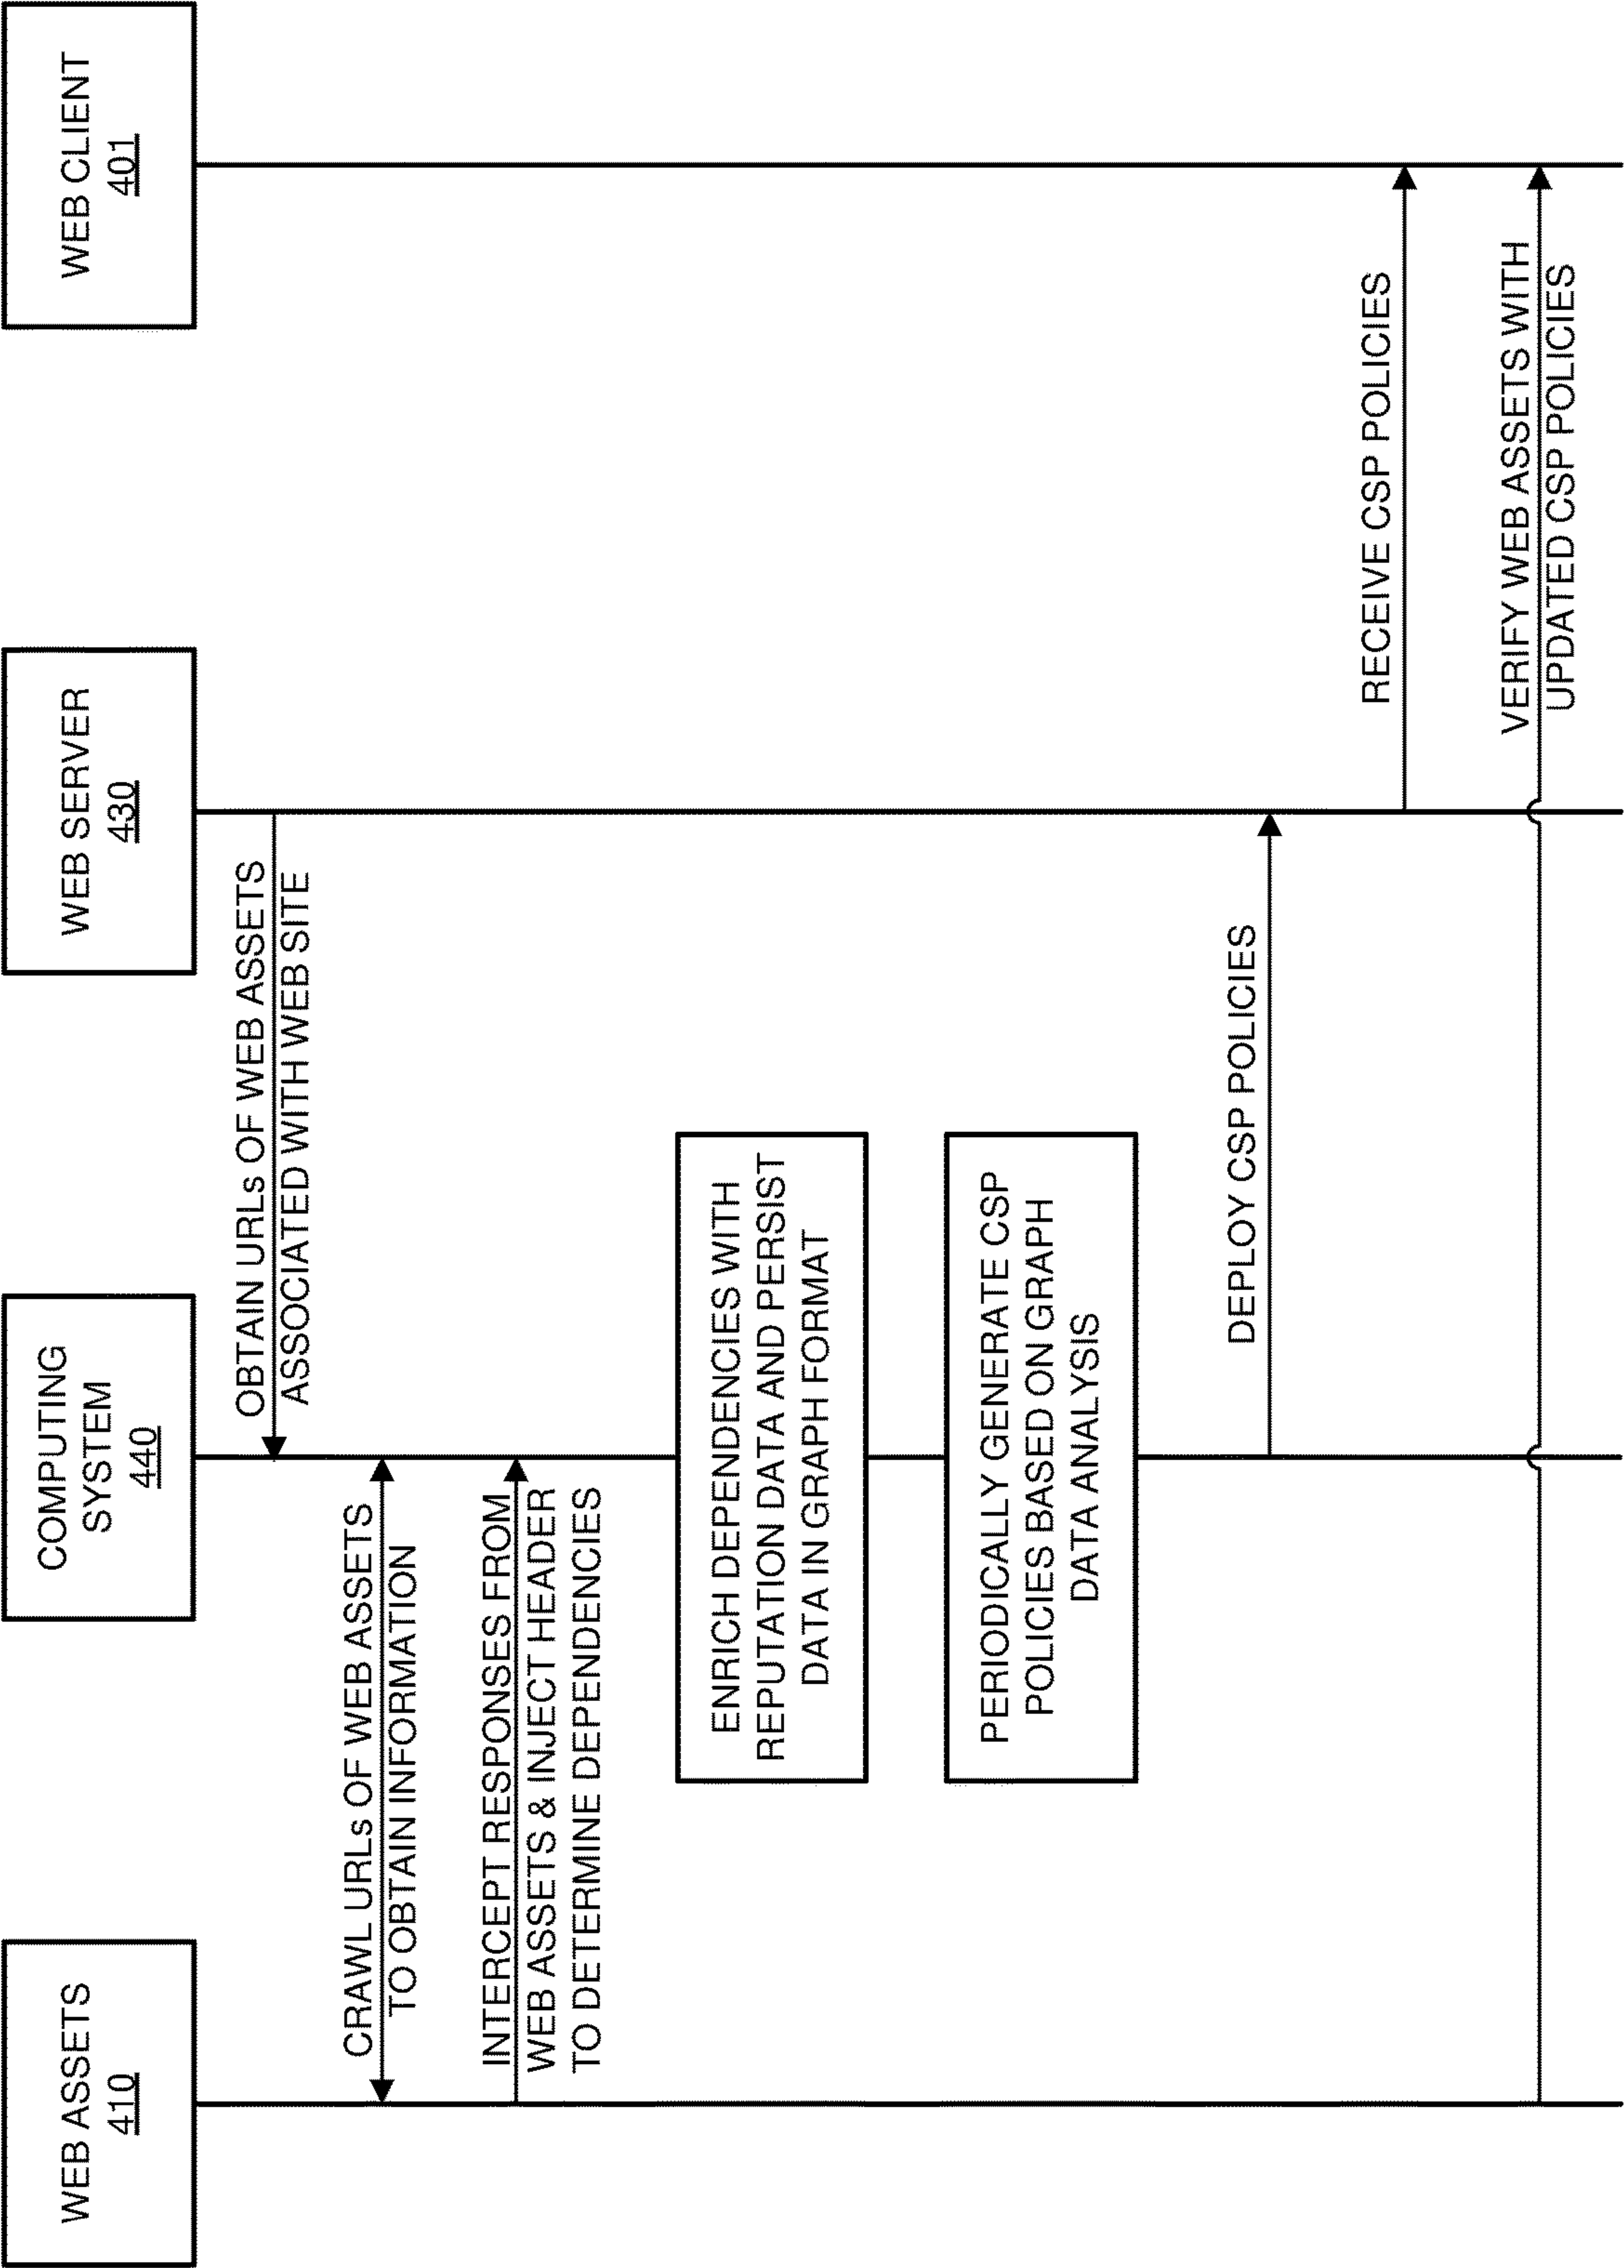 WEB ASSETS
410
COMPUTING
SYSTEM
440
WEB SERVER
430
WEB CLIENT
401
OBTAIN URLs OF WEB ASSETS
ASSOCIATED WITH WEB SITE
CRAWL URLs OF WEB ASSETS
TO OBTAIN INFORMATION
INTERCEPT RESPONSES FROM
WEB ASSETS & INJECT HEADER
TO DETERMINE DEPENDENCIES
ENRICH DEPENDENCIES WITH
REPUTATION DATA AND PERSIST
DATA IN GRAPH FORMAT
PERIODICALLY GENERATE CSP
POLICIES BASED ON GRAPH
DATA ANALYSIS
DEPLOY CSP POLICIES
RECEIVE CSP POLICIES
VERIFY WEB ASSETS WITH
UPDATED CSP POLICIES